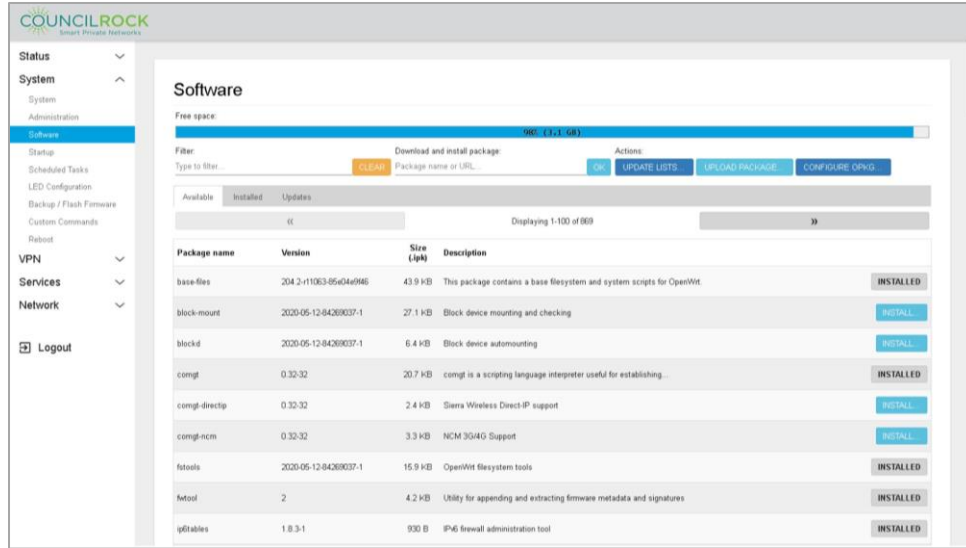 COUNCILROCK
Smart Private Networks
Status
System
System
Administration
Software
Startup
Scheduled Tasks
LED Configuration
Backup / Flash Firmware
Custom Commands
Reboot
VPN
Services
Network
Logout
Software
Free space:
98% (3.1 GB)
Filter: Download and install package: Actions:
Type to filter... CLEAR Package name or URL... OK UPDATE LISTS... UPLOAD PACKAGE... CONFIGURE OPKG...
Available Installed Updates
« Displaying 1-100 of 869 »
Package name Version Size (.ipk) Description
base-files 204.2-r11063-85e04e9f46 43.9 KB This package contains a base filesystem and system scripts for OpenWrt. INSTALLED
block-mount 2020-05-12-84269037-1 27.1 KB Block device mounting and checking INSTALL...
blockd 2020-05-12-84269037-1 6.4 KB Block device automounting INSTALL...
comgt 0.32-32 20.7 KB comgt is a scripting language interpreter useful for establishing... INSTALLED
comgt-directip 0.32-32 2.4 KB Sierra Wireless Direct-IP support INSTALL...
comgt-ncm 0.32-32 3.3 KB NCM 3G/4G Support INSTALL...
fstools 2020-05-12-84269037-1 15.9 KB OpenWrt filesystem tools INSTALLED
fwtool 2 4.2 KB Utility for appending and extracting firmware metadata and signatures INSTALLED
ip6tables 1.8.3-1 930 B IPv6 firewall administration tool INSTALLED